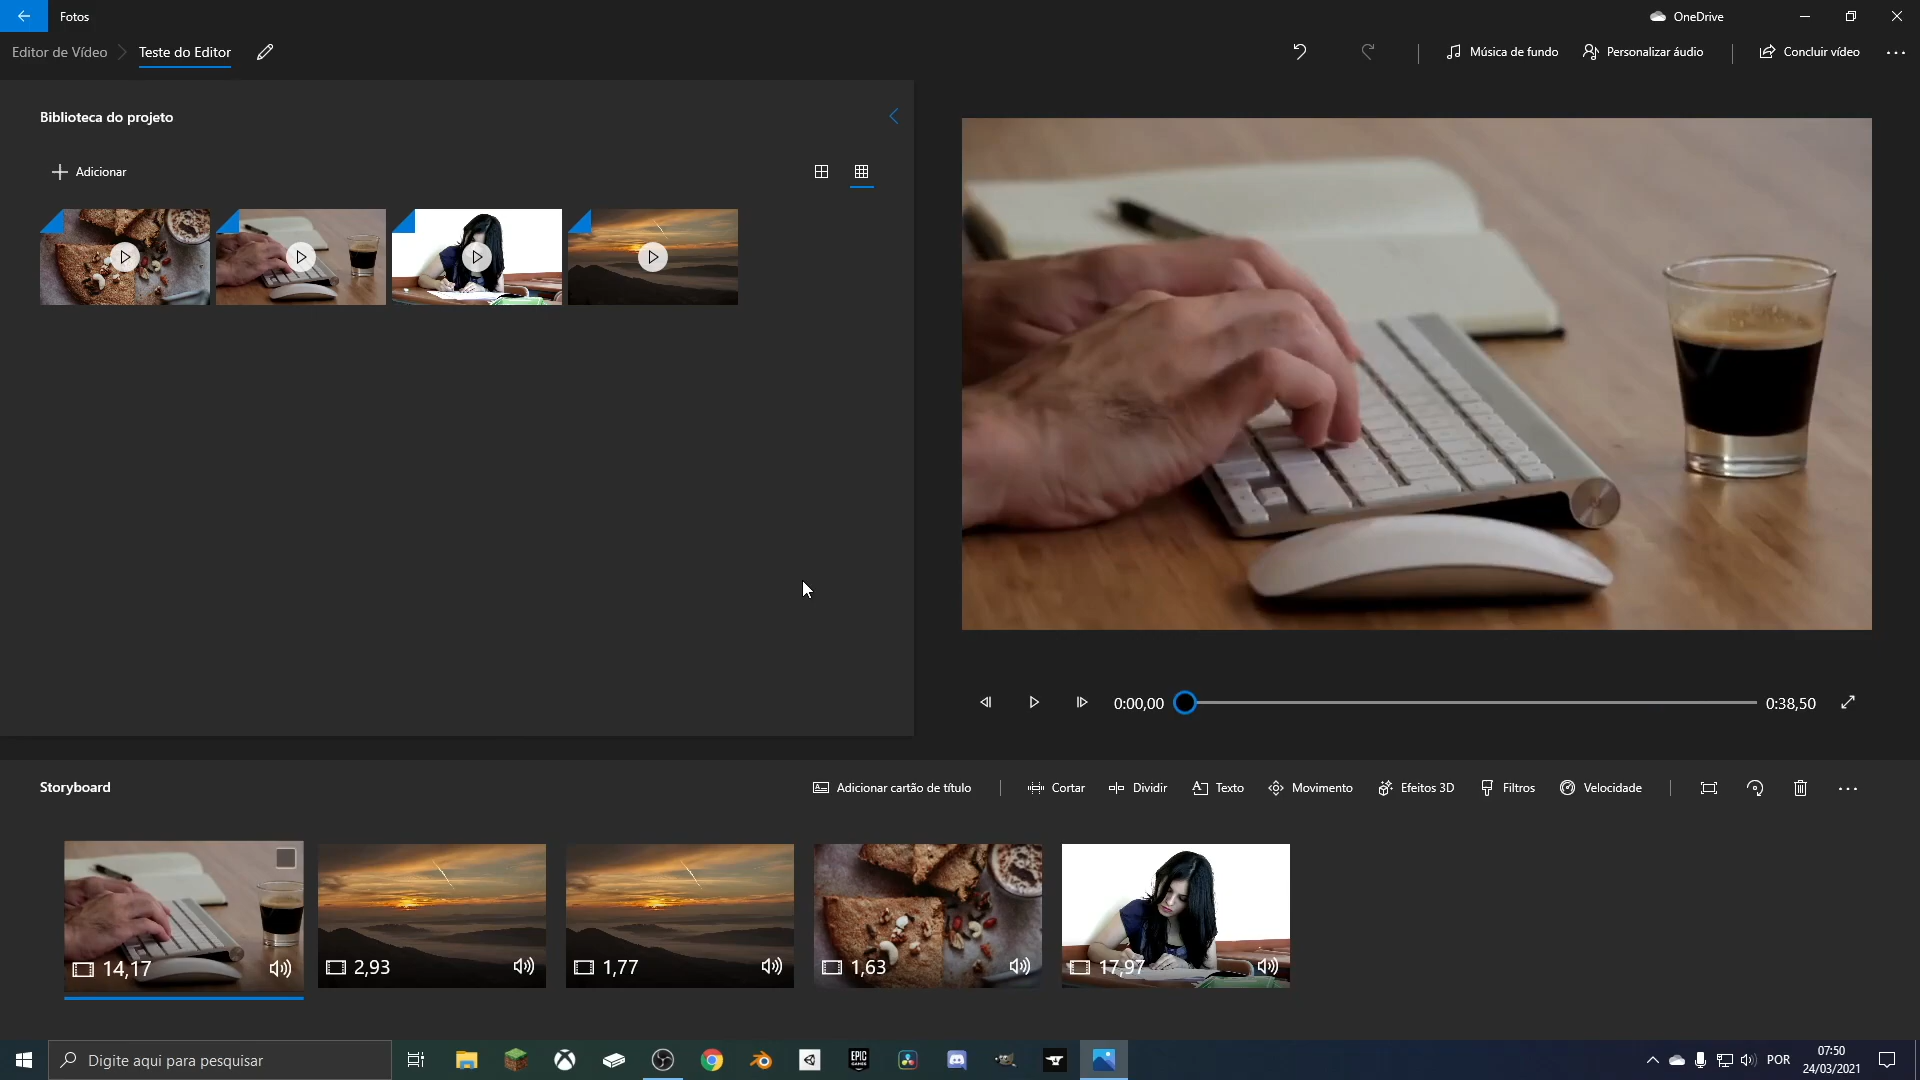 Fotos
OneDrive
Editor de Vídeo
Teste do Editor
Música de fundo
Personalizar áudio
Concluir vídeo
Biblioteca do projeto
Adicionar
0:00,00
0:38,50
Storyboard
Adicionar cartão de título
Cortar
Dividir
Texto
Movimento
Efeitos 3D
Filtros
Velocidade
14,17
2,93
1,77
1,63
17,97
Digite aqui para pesquisar
EPIC
GAMES
POR
07:50
24/03/2021